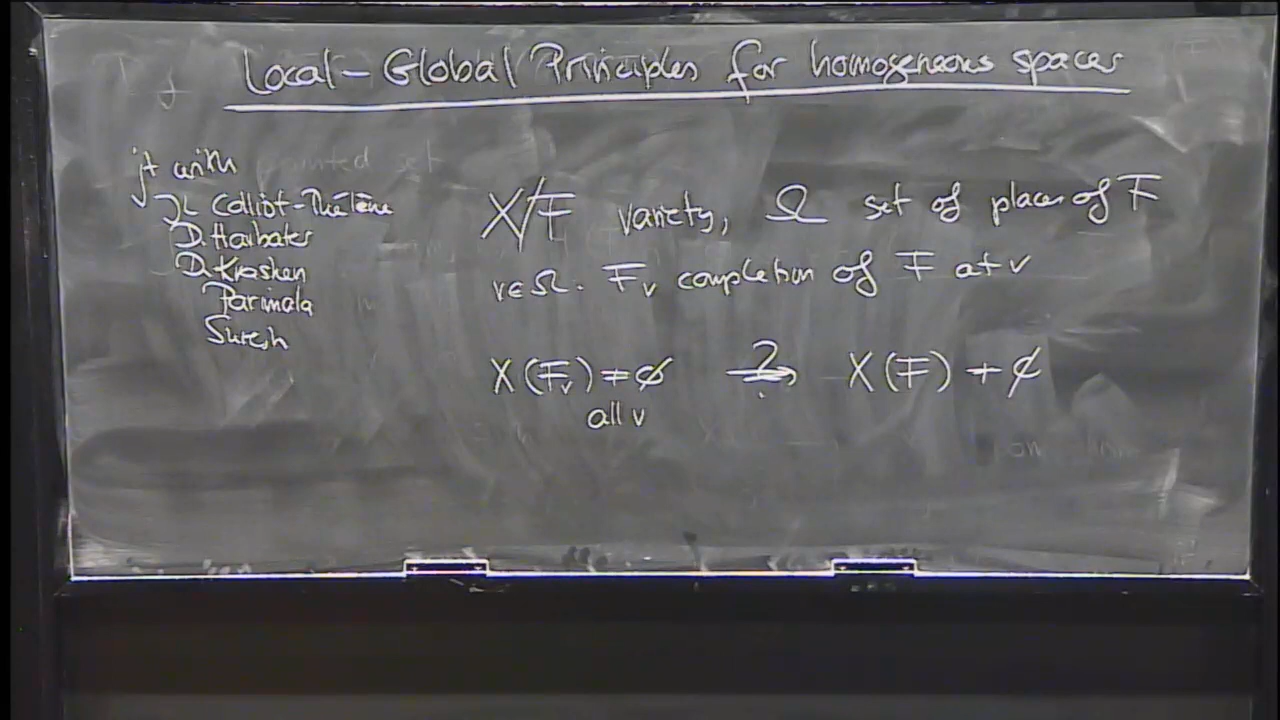 Local-Global Principles for homogeneous spaces
jt with
JL Colliot-Thélène
D. Harbater
D. Krashen
Parimala
Suresh
X/F variety, Ω set of places of F
v∈Ω. F_v completion of F at v
X(F_v) ≠ ∅ ⇒? X(F) ≠ ∅
all v